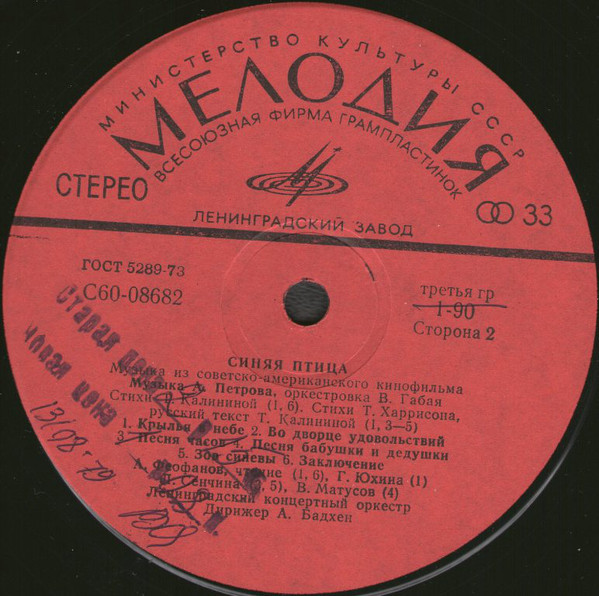 МИНИСТЕРСТВО КУЛЬТУРЫ СССР
МЕЛОДИЯ
ВСЕСОЮЗНАЯ ФИРМА ГРАМПЛАСТИНОК
СТЕРЕО
33
ЛЕНИНГРАДСКИЙ ЗАВОД
ГОСТ 5289-73
С60-08682
третья гр
1-90
Сторона 2
СИНЯЯ ПТИЦА
Музыка из советско-американского кинофильма
Музыка А. Петрова, оркестровка В. Габая
Стихи Т. Калининой (1, 6). Стихи Т. Харрисона,
русский текст Т. Калининой (1, 3—5)
1. Крылья в небе 2. Во дворце удовольствий
3. Песня часов 4. Песня бабушки и дедушки
5. Зов синевы 6. Заключение
А. Феофанов, чтение (1, 6), Г. Юхина (1)
Л. Сенчина (3, 5), В. Матусов (4)
Ленинградский концертный оркестр
Дирижер А. Бадхен
Старая цена
Новая цена
13/08-79